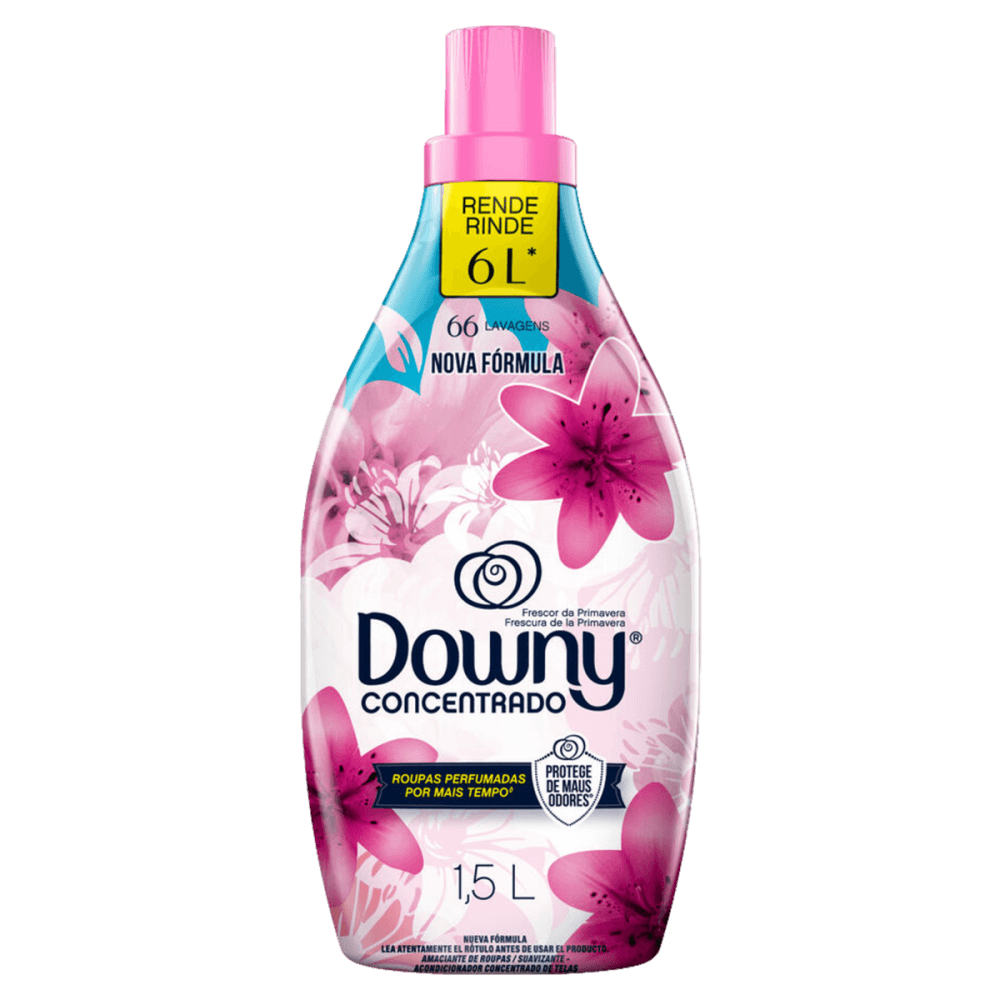 RENDE
RINDE
6 L*
66 LAVAGENS
NOVA FÓRMULA
Frescor da Primavera
Frescura de la Primavera
Downy®
CONCENTRADO
ROUPAS PERFUMADAS
POR MAIS TEMPO◊
PROTEGE
DE MAUS
ODORES◊
1,5 L
NUEVA FÓRMULA
LEA ATENTAMENTE EL RÓTULO ANTES DE USAR EL PRODUCTO.
AMACIANTE DE ROUPAS / SUAVIZANTE -
ACONDICIONADOR CONCENTRADO DE TELAS